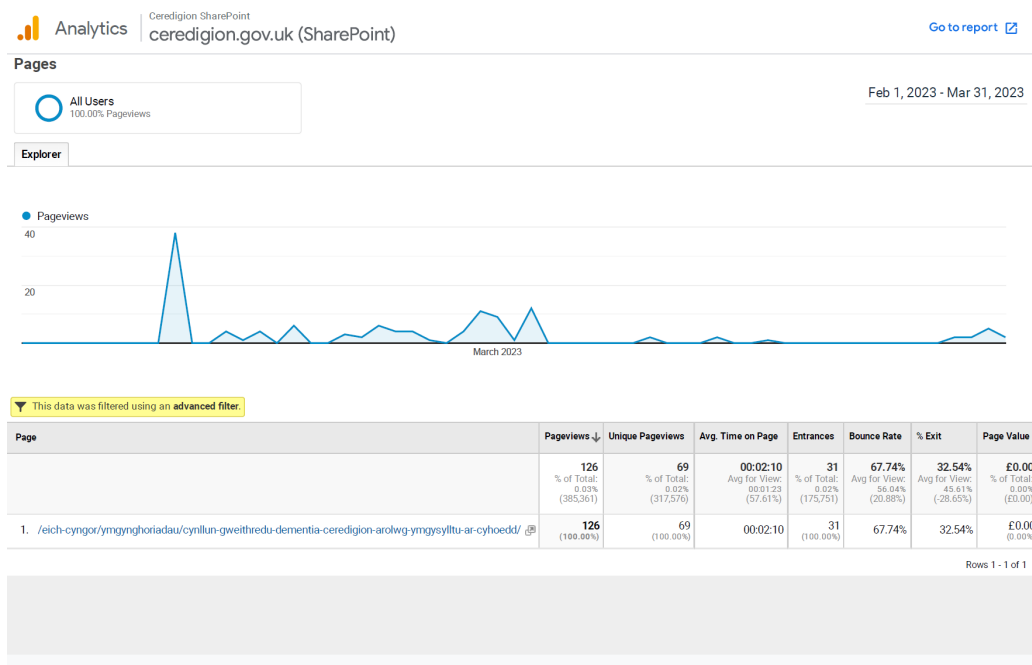 Analytics
Ceredigion SharePoint
ceredigion.gov.uk (SharePoint)
Go to report
Pages
All Users
100.00% Pageviews
Feb 1, 2023 - Mar 31, 2023
Explorer
Pageviews
40
20
March 2023
This data was filtered using an advanced filter.
Page Pageviews Unique Pageviews Avg. Time on Page Entrances Bounce Rate % Exit Page Value
126 69 00:02:10 31 67.74% 32.54% £0.00
% of Total: % of Total: Avg for View: % of Total: Avg for View: Avg for View: % of Total:
0.03% 0.02% 00:01:23 0.02% 56.04% 45.61% 0.00%
(385,361) (317,576) (57.61%) (175,751) (20.88%) (-28.65%) (£0.00)
1. /eich-cyngor/ymgynghoriadau/cynllun-gweithredu-dementia-ceredigion-arolwg-ymgysylltu-ar-cyhoedd/ 126 69 00:02:10 31 67.74% 32.54% £0.00
(100.00%) (100.00%) (100.00%) (0.00%
Rows 1 - 1 of 1